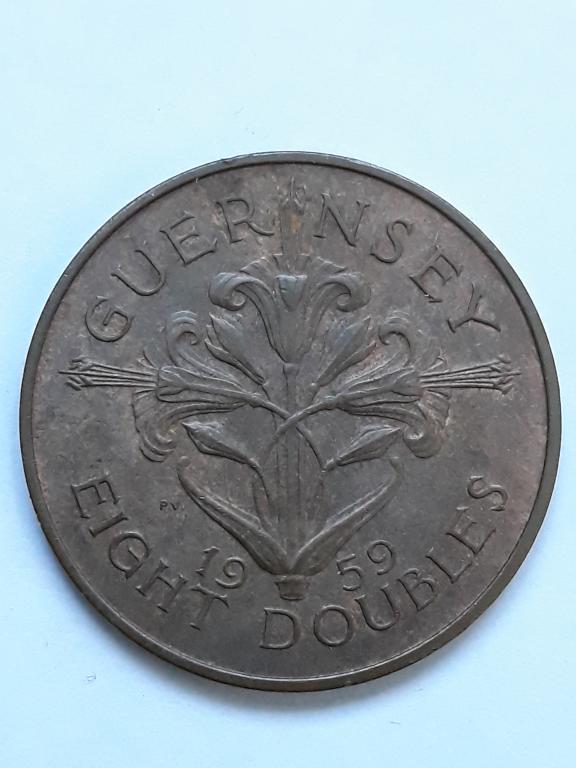 GUERNSEY
P.V.
19 59
EIGHT DOUBLES